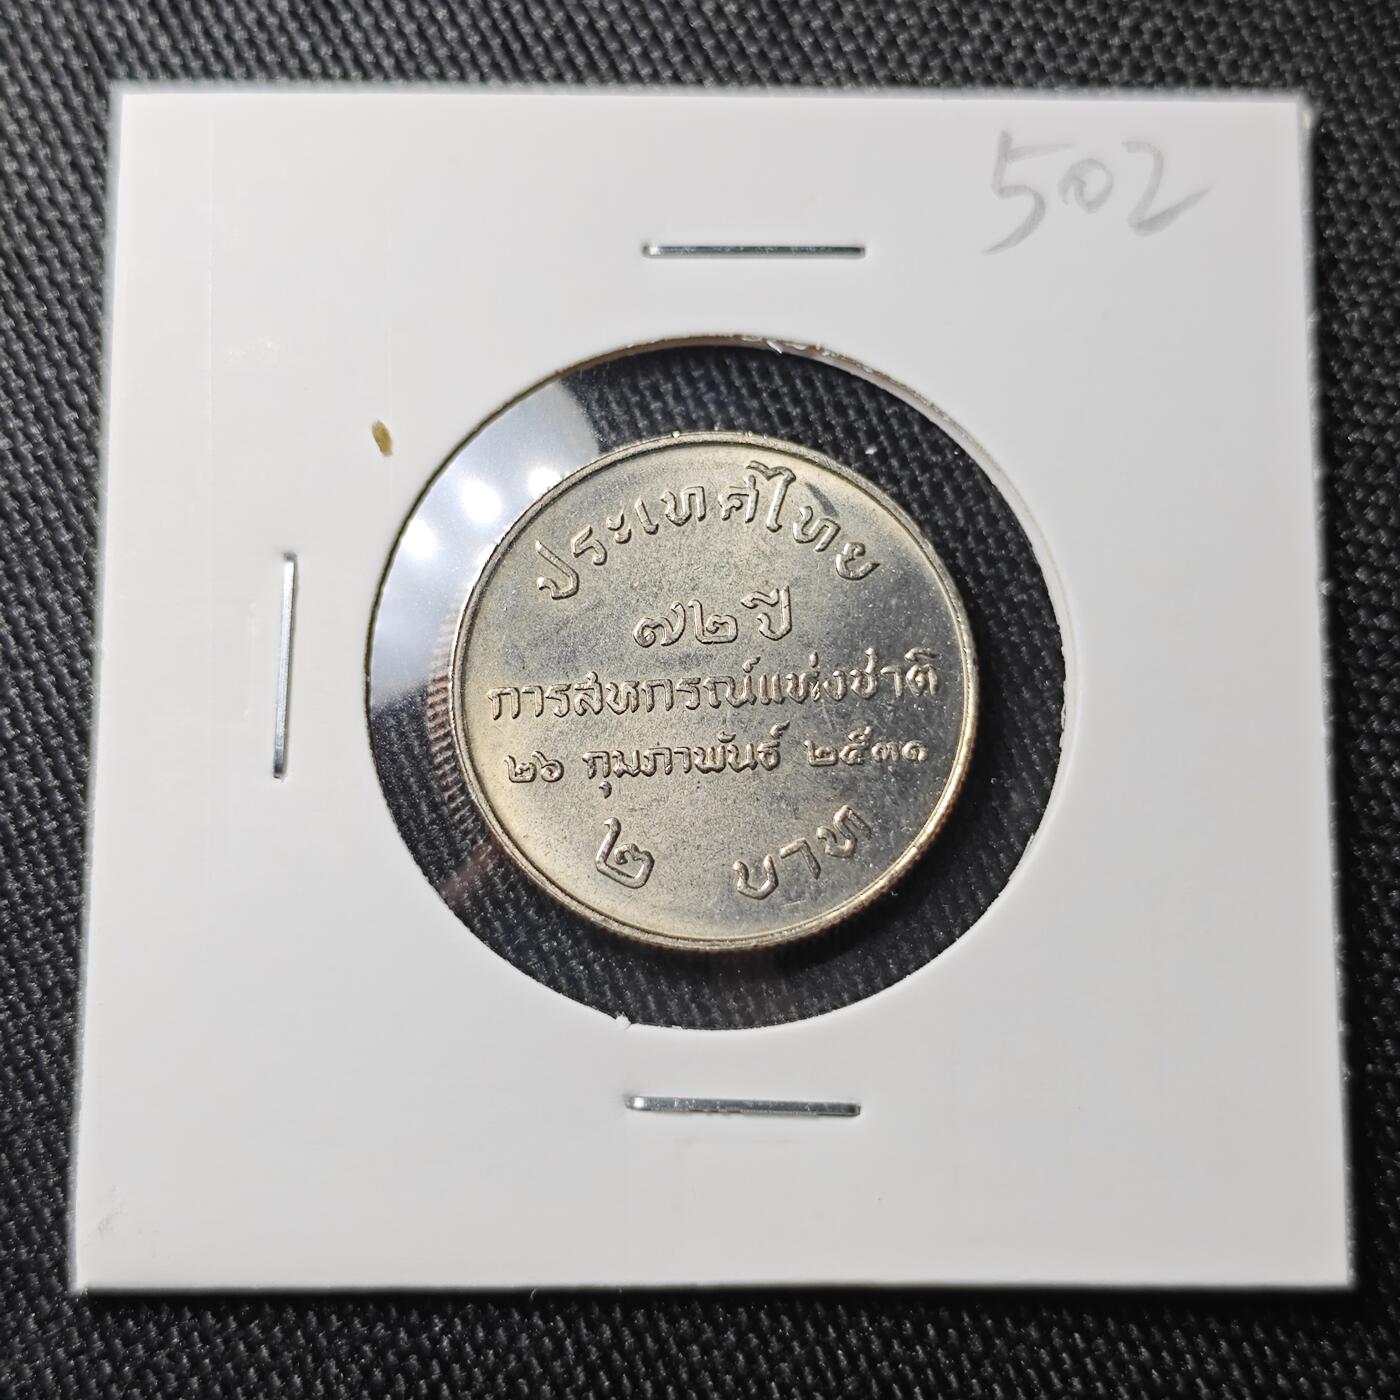 502
ประเทศไทย
๗๒ ปี
การสหกรณ์แห่งชาติ
๒๖ กุมภาพันธ์ ๒๕๓๑
๒ บาท